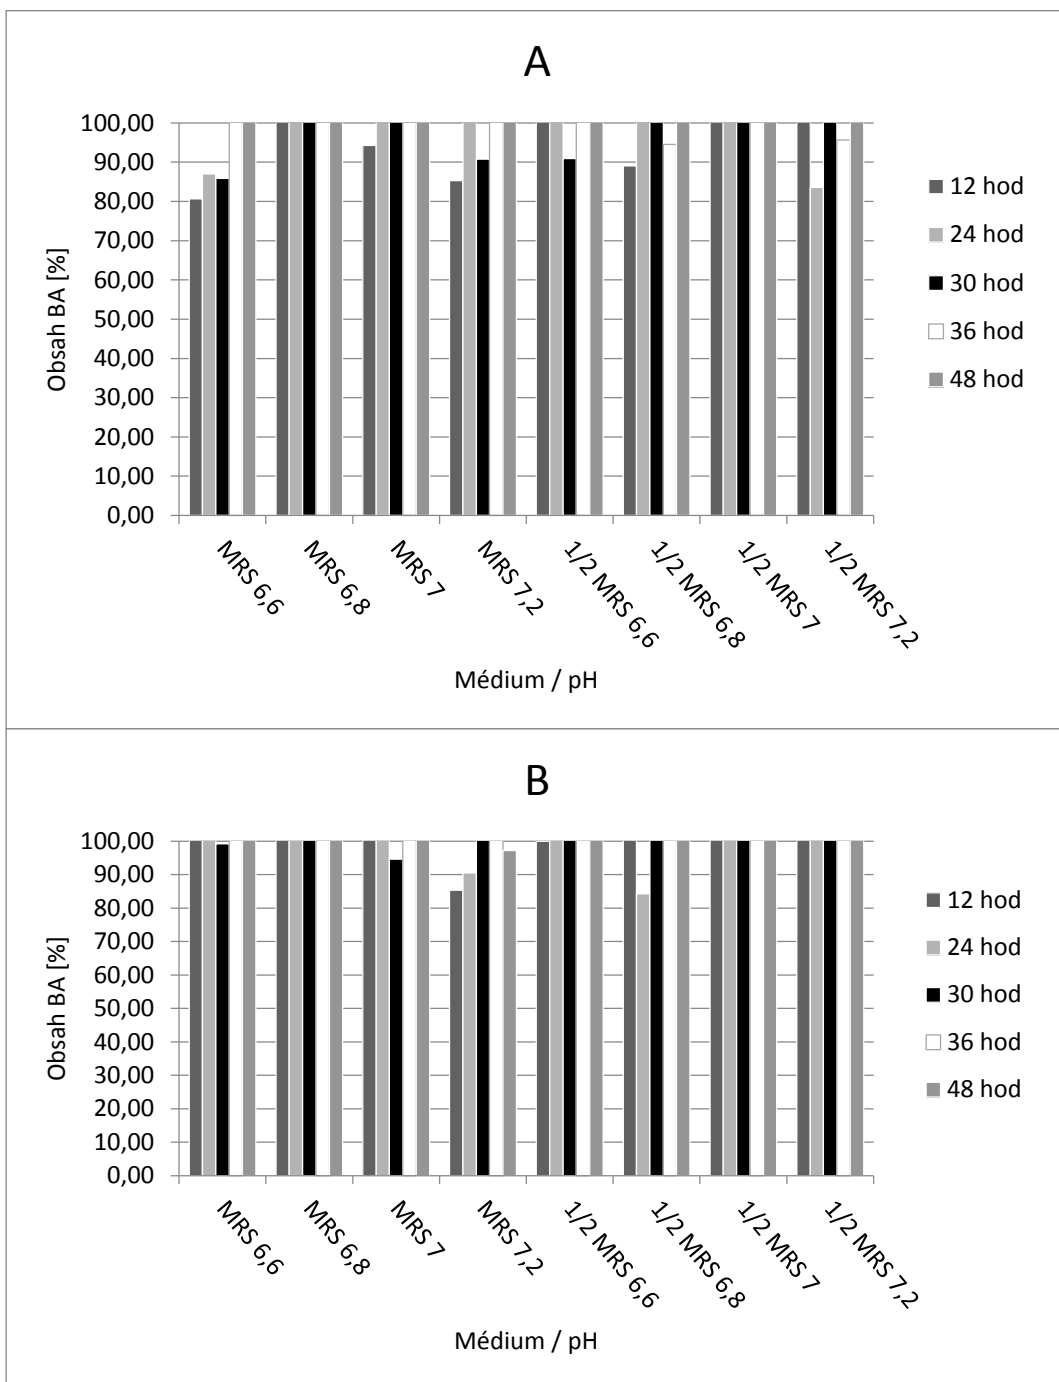 A
100,00
90,00
80,00
70,00
60,00
50,00
40,00
30,00
20,00
10,00
0,00
Obsah BA [%]
MRS 6,6
MRS 6,8
MRS 7
MRS 7,2
1/2 MRS 6,6
1/2 MRS 6,8
1/2 MRS 7
1/2 MRS 7,2
Médium / pH
12 hod
24 hod
30 hod
36 hod
48 hod
B
100,00
90,00
80,00
70,00
60,00
50,00
40,00
30,00
20,00
10,00
0,00
Obsah BA [%]
MRS 6,6
MRS 6,8
MRS 7
MRS 7,2
1/2 MRS 6,6
1/2 MRS 6,8
1/2 MRS 7
1/2 MRS 7,2
Médium / pH
12 hod
24 hod
30 hod
36 hod
48 hod